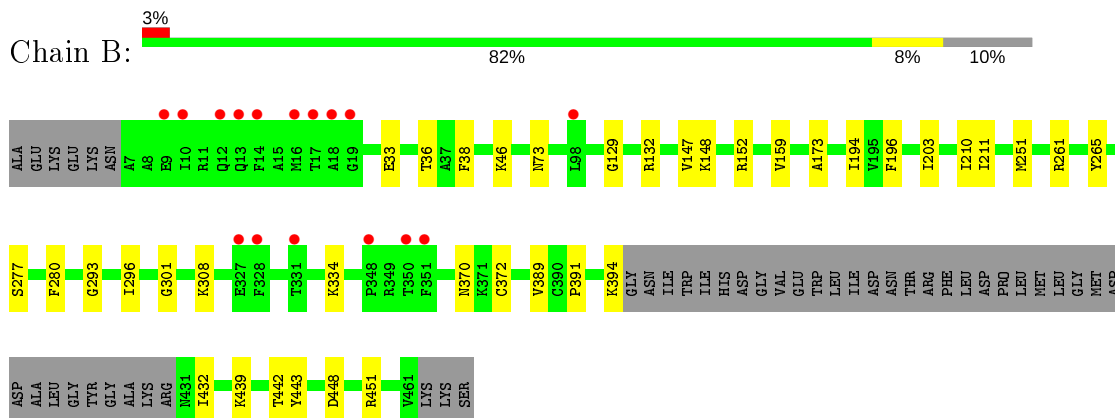 3%
Chain B:
82% 8% 10%
ALA GLU LYS GLU LYS ASN A7 A8 E9 I10 R11 Q12 Q13 F14 A15 M16 T17 A18 G19 E33 T36 A37 F38 K46 N73 L98 G129 R132 V147 K148 R152 V159 A173 I194 V195 F196 I203 I210 I211 M251 R261 Y265
S277 F280 G293 I296 G301 K308 E327 F328 T331 K334 P348 R349 T350 F351 N370 K371 C372 V389 C390 P391 K394 GLY ASN ILE TRP ILE HIS ASP GLY VAL GLU TRP LEU ILE ASP ASN THR ARG PHE LEU ASP PRO LEU MET LEU GLY MET ASP
ASP ALA LEU GLY TYR GLY ALA LYS ARG N431 I432 K439 T442 Y443 D448 R451 V461 LYS LYS SER